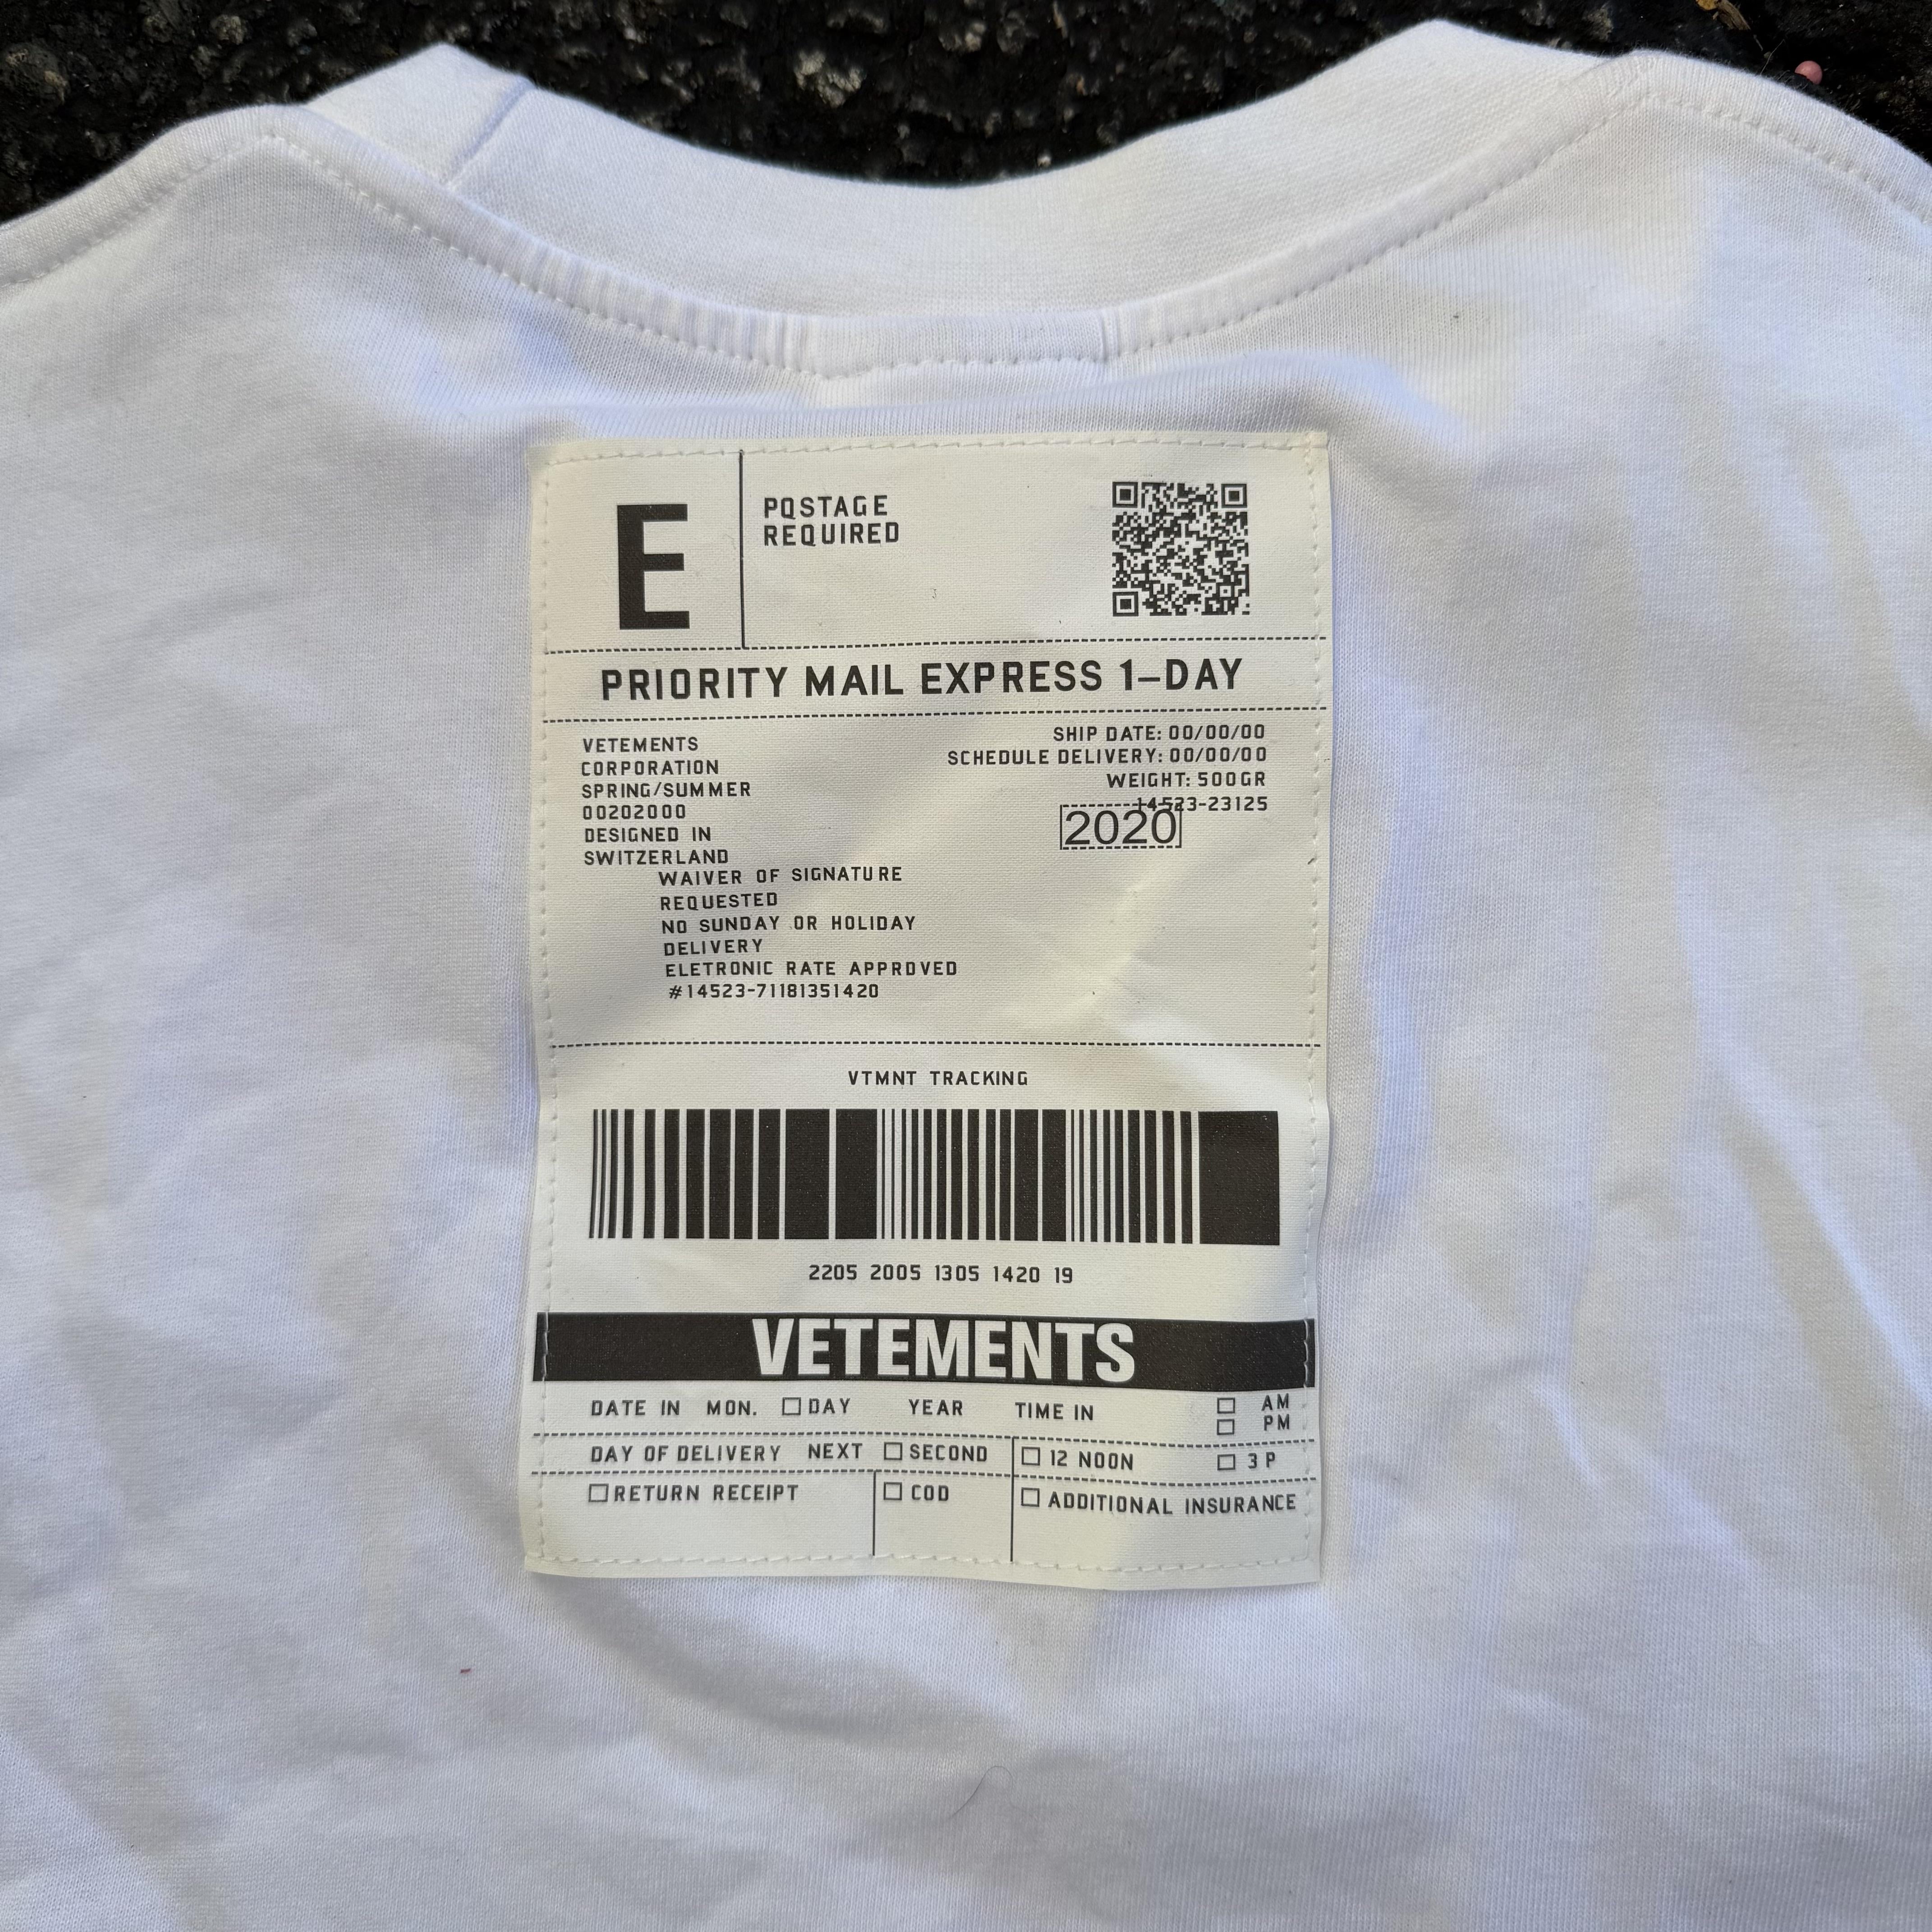 E
PQSTAGE
REQUIRED
PRIORITY MAIL EXPRESS 1–DAY
VETEMENTS
CORPORATION
SPRING/SUMMER
00202000
DESIGNED IN
SWITZERLAND
SHIP DATE: 00/00/00
SCHEDULE DELIVERY: 00/00/00
WEIGHT: 500GR
14523-23125
2020
WAIVER OF SIGNATURE
REQUESTED
NO SUNDAY OR HOLIDAY
DELIVERY
ELETRONIC RATE APPROVED
#14523-71181351420
VTMNT TRACKING
2205 2005 1305 1420 19
VETEMENTS
DATE IN MON. DAY YEAR TIME IN AM
PM
DAY OF DELIVERY NEXT SECOND 12 NOON 3 P
RETURN RECEIPT COD ADDITIONAL INSURANCE